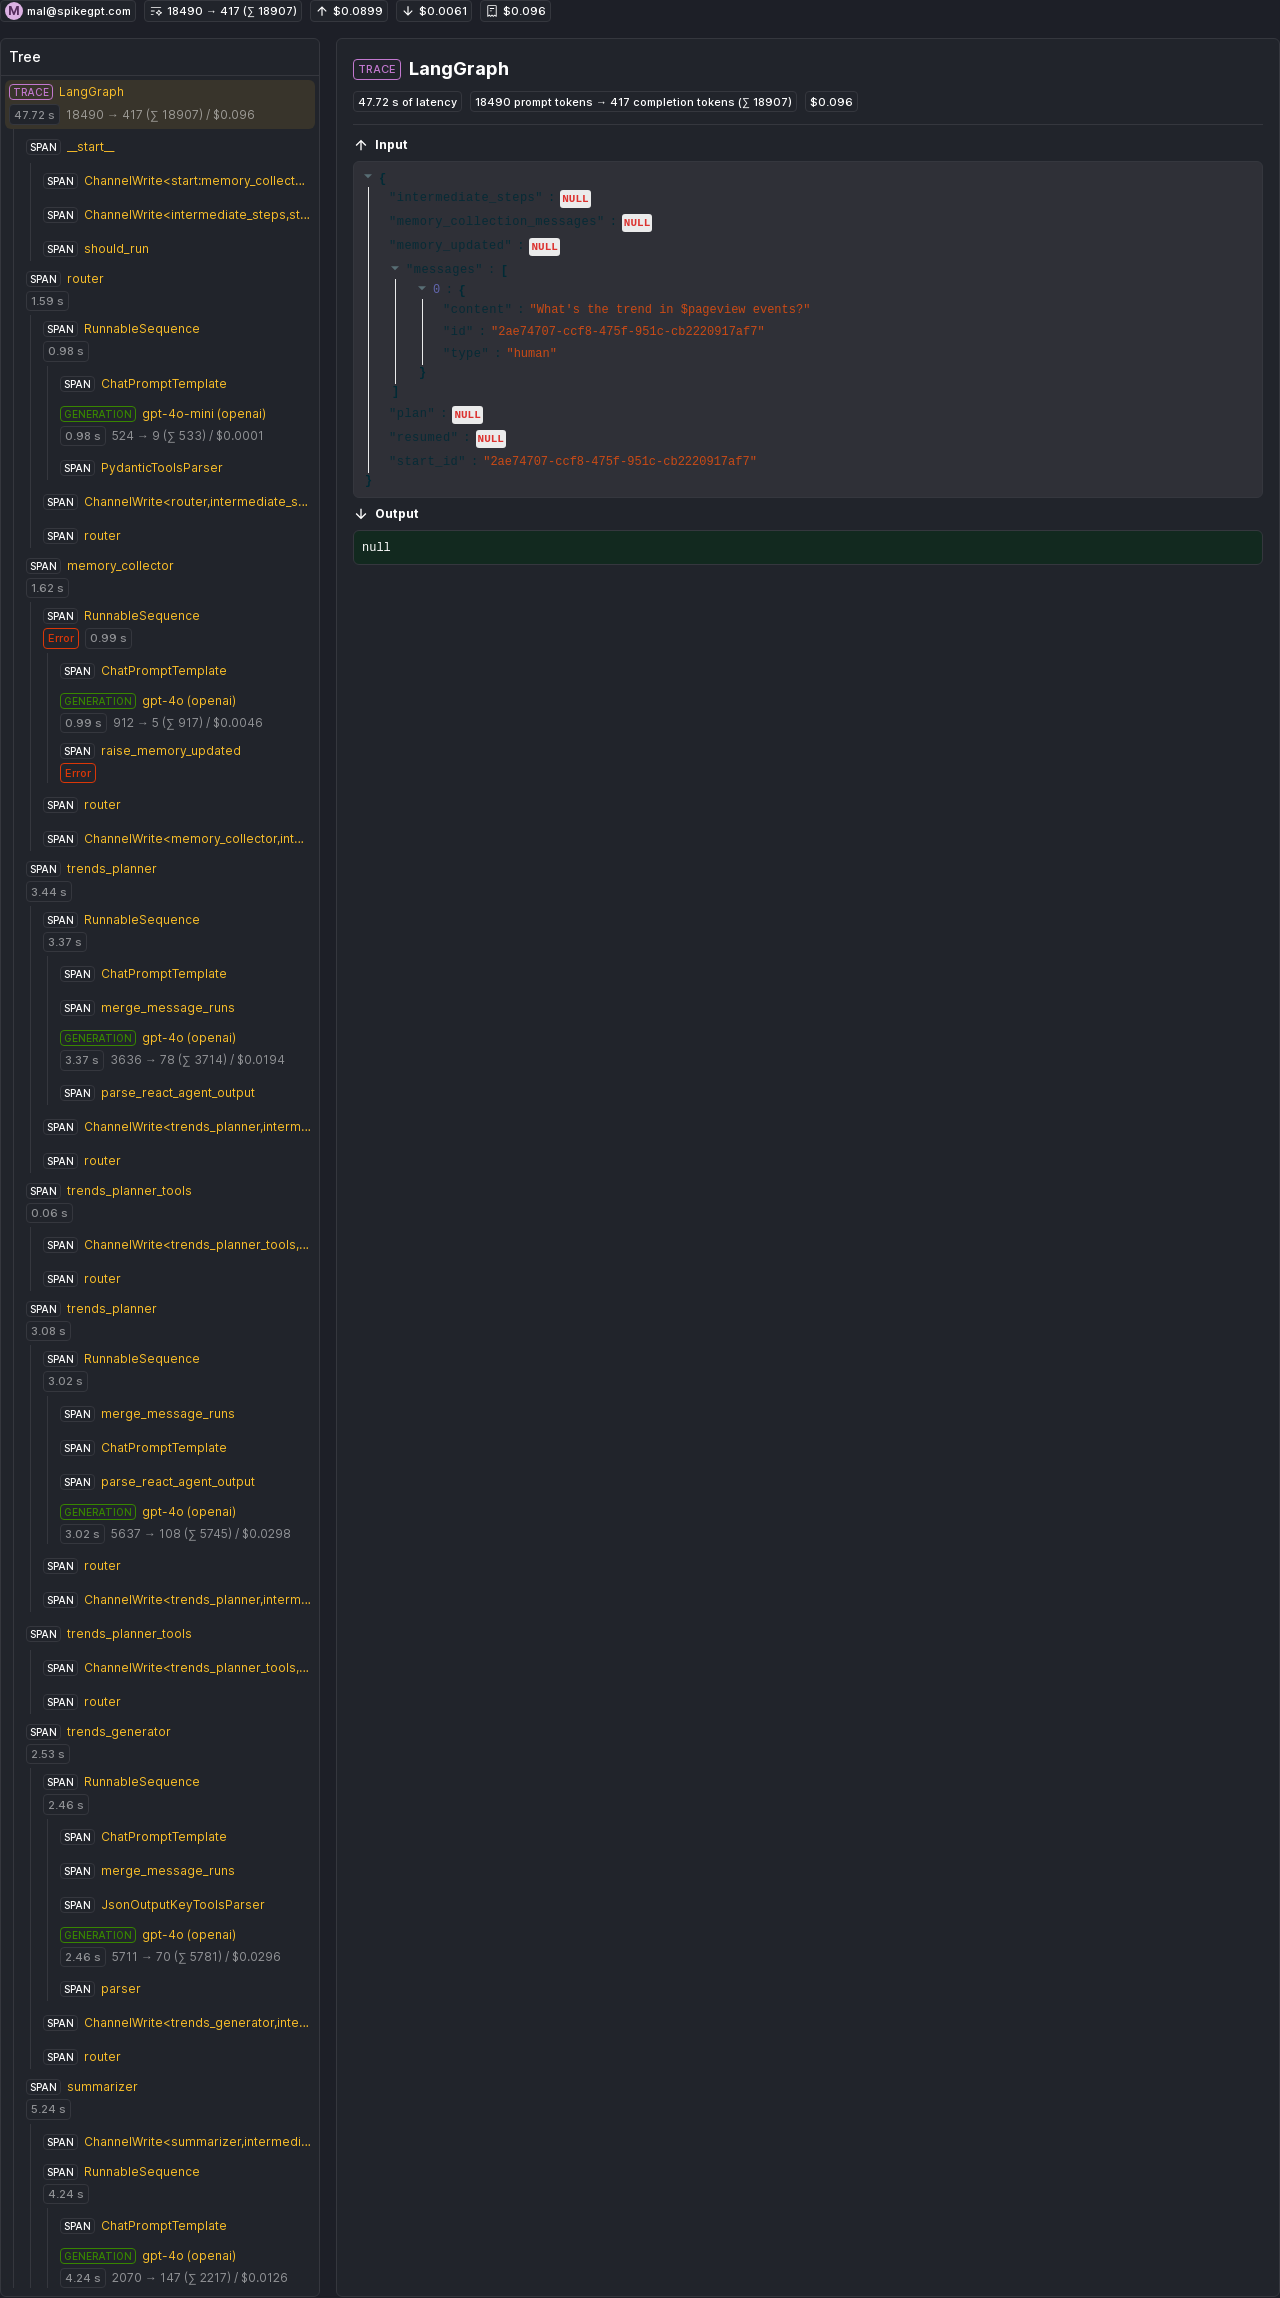 M mal@spikegpt.com 18490 → 417 (∑ 18907) ↑ $0.0899 ↓ $0.0061 $0.096
Tree
TRACE LangGraph
47.72 s 18490 → 417 (∑ 18907) / $0.096
SPAN __start__
SPAN ChannelWrite<start:memory_collect...
SPAN ChannelWrite<intermediate_steps,st...
SPAN should_run
SPAN router
1.59 s
SPAN RunnableSequence
0.98 s
SPAN ChatPromptTemplate
GENERATION gpt-4o-mini (openai)
0.98 s 524 → 9 (∑ 533) / $0.0001
SPAN PydanticToolsParser
SPAN ChannelWrite<router,intermediate_s...
SPAN router
SPAN memory_collector
1.62 s
SPAN RunnableSequence
Error 0.99 s
SPAN ChatPromptTemplate
GENERATION gpt-4o (openai)
0.99 s 912 → 5 (∑ 917) / $0.0046
SPAN raise_memory_updated
Error
SPAN router
SPAN ChannelWrite<memory_collector,int...
SPAN trends_planner
3.44 s
SPAN RunnableSequence
3.37 s
SPAN ChatPromptTemplate
SPAN merge_message_runs
GENERATION gpt-4o (openai)
3.37 s 3636 → 78 (∑ 3714) / $0.0194
SPAN parse_react_agent_output
SPAN ChannelWrite<trends_planner,interm...
SPAN router
SPAN trends_planner_tools
0.06 s
SPAN ChannelWrite<trends_planner_tools,...
SPAN router
SPAN trends_planner
3.08 s
SPAN RunnableSequence
3.02 s
SPAN merge_message_runs
SPAN ChatPromptTemplate
SPAN parse_react_agent_output
GENERATION gpt-4o (openai)
3.02 s 5637 → 108 (∑ 5745) / $0.0298
SPAN router
SPAN ChannelWrite<trends_planner,interm...
SPAN trends_planner_tools
SPAN ChannelWrite<trends_planner_tools,...
SPAN router
SPAN trends_generator
2.53 s
SPAN RunnableSequence
2.46 s
SPAN ChatPromptTemplate
SPAN merge_message_runs
SPAN JsonOutputKeyToolsParser
GENERATION gpt-4o (openai)
2.46 s 5711 → 70 (∑ 5781) / $0.0296
SPAN parser
SPAN ChannelWrite<trends_generator,inte...
SPAN router
SPAN summarizer
5.24 s
SPAN ChannelWrite<summarizer,intermedi...
SPAN RunnableSequence
4.24 s
SPAN ChatPromptTemplate
GENERATION gpt-4o (openai)
4.24 s 2070 → 147 (∑ 2217) / $0.0126
TRACE LangGraph
47.72 s of latency 18490 prompt tokens → 417 completion tokens (∑ 18907) $0.096
↑ Input
{
"intermediate_steps" : NULL
"memory_collection_messages" : NULL
"memory_updated" : NULL
"messages" : [
0 : {
"content" : "What's the trend in $pageview events?"
"id" : "2ae74707-ccf8-475f-951c-cb2220917af7"
"type" : "human"
}
]
"plan" : NULL
"resumed" : NULL
"start_id" : "2ae74707-ccf8-475f-951c-cb2220917af7"
}
↓ Output
null